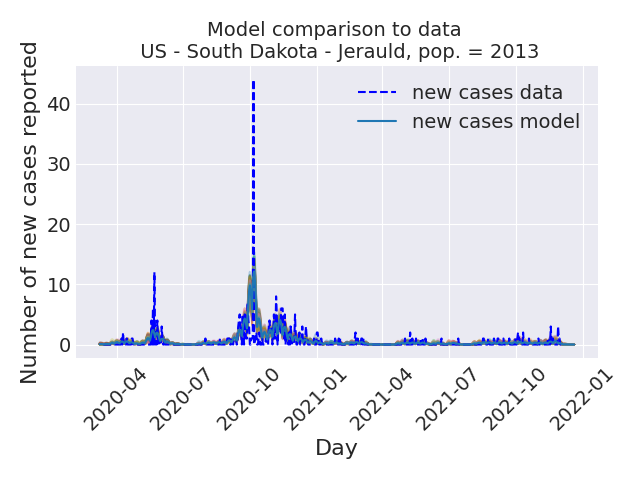 Model comparison to data
US - South Dakota - Jerauld, pop. = 2013
Number of new cases reported
40
30
20
10
0
new cases data
new cases model
2020-04
2020-07
2020-10
2021-01
2021-04
2021-07
2021-10
2022-01
Day